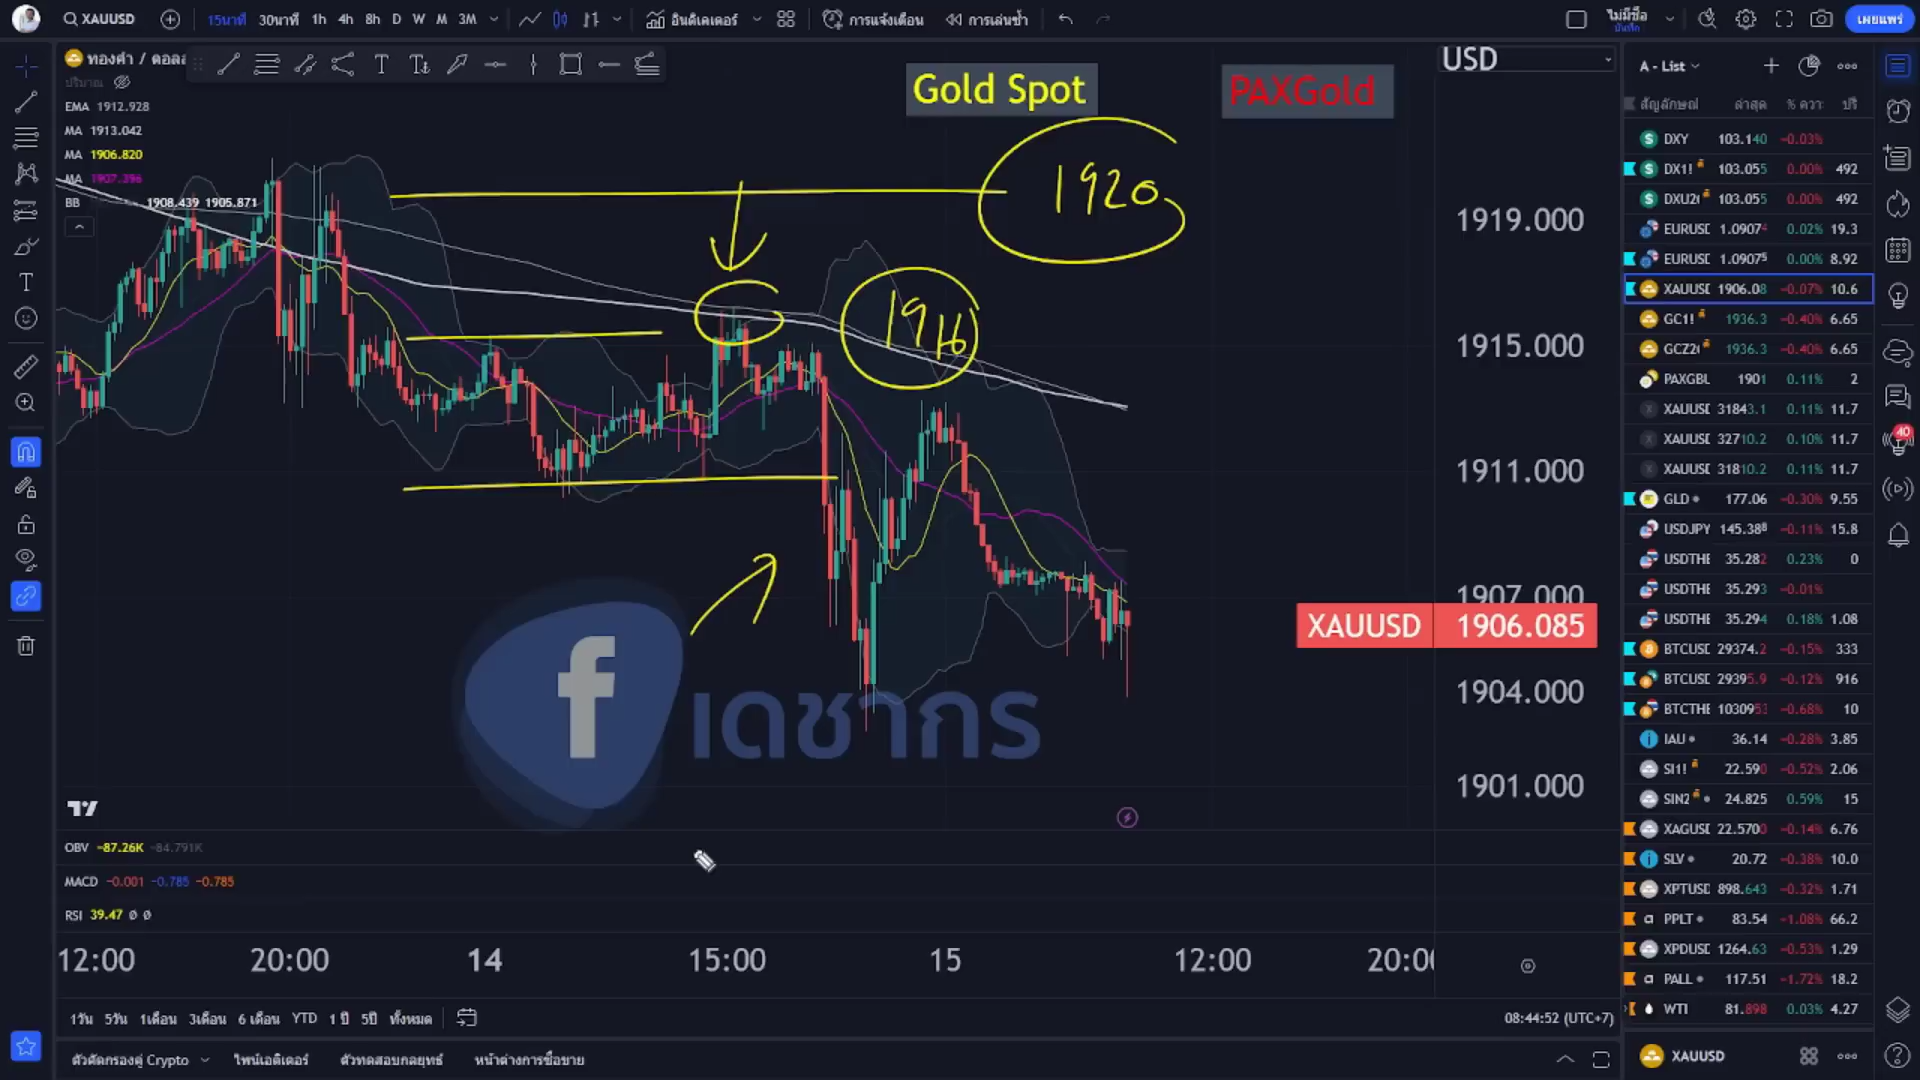 XAUUSD 15นาที 30นาที 1h 4h 8h D W M 3M อินดิเคเตอร์ การแจ้งเตือน การเล่นซ้ำ ไม่มีชื่อ เผยแพร่
บันทึก
ทองคำ / ดอลล
ปริมาณ
EMA 1912.928
MA 1913.042
MA 1906.820
MA 1907.396
BB 1908.439 1905.871
Gold Spot
PAXGold
1920
1916
USD
1919.000
1915.000
1911.000
1907.000
XAUUSD 1906.085
1904.000
1901.000
f เดชากร
OBV −87.26K −84.791K
MACD −0.001 −0.785 −0.785
RSI 39.47 ∅ ∅
12:00 20:00 14 15:00 15 12:00 20:00
1วัน 5วัน 1เดือน 3เดือน 6 เดือน YTD 1 ปี 5ปี ทั้งหมด 08:44:52 (UTC+7)
ตัวคัดกรองคู่ Crypto ไพน์เอดิเตอร์ ตัวทดสอบกลยุทธ์ หน้าต่างการซื้อขาย
A - List
สัญลักษณ์ ล่าสุด % ควา ปริ
DXY 103.140 −0.03%
DX1! 103.055 0.00% 492
DXU2 103.055 0.00% 492
EURUSD 1.09074 0.02% 19.3
EURUSD 1.09075 0.00% 8.92
XAUUSD 1906.08 −0.07% 10.6
GC1! 1936.3 −0.40% 6.65
GCZ2 1936.3 −0.40% 6.65
PAXGBL 1901 0.11% 2
XAUUSD 31843.1 0.11% 11.7
XAUUSD 32710.2 0.10% 11.7
XAUUSD 31810.2 0.11% 11.7
GLD 177.06 −0.30% 9.55
USDJPY 145.388 −0.11% 15.8
USDTHB 35.282 0.23% 0
USDTHB 35.293 −0.01%
USDTHB 35.294 0.18% 1.08
BTCUSD 29374.2 −0.15% 333
BTCUSD 29395.9 −0.12% 916
BTCTHB 1030953 −0.68% 10
IAU 36.14 −0.28% 3.85
SI1! 22.590 −0.52% 2.06
SIN2 24.825 0.59% 15
XAGUSD 22.5700 −0.14% 6.76
SLV 20.72 −0.38% 10.0
XPTUSD 898.643 −0.32% 1.71
PPLT 83.54 −1.08% 66.2
XPDUSD 1264.63 −0.53% 1.29
PALL 117.51 −1.72% 18.2
WTI 81.898 0.03% 4.27
XAUUSD
40